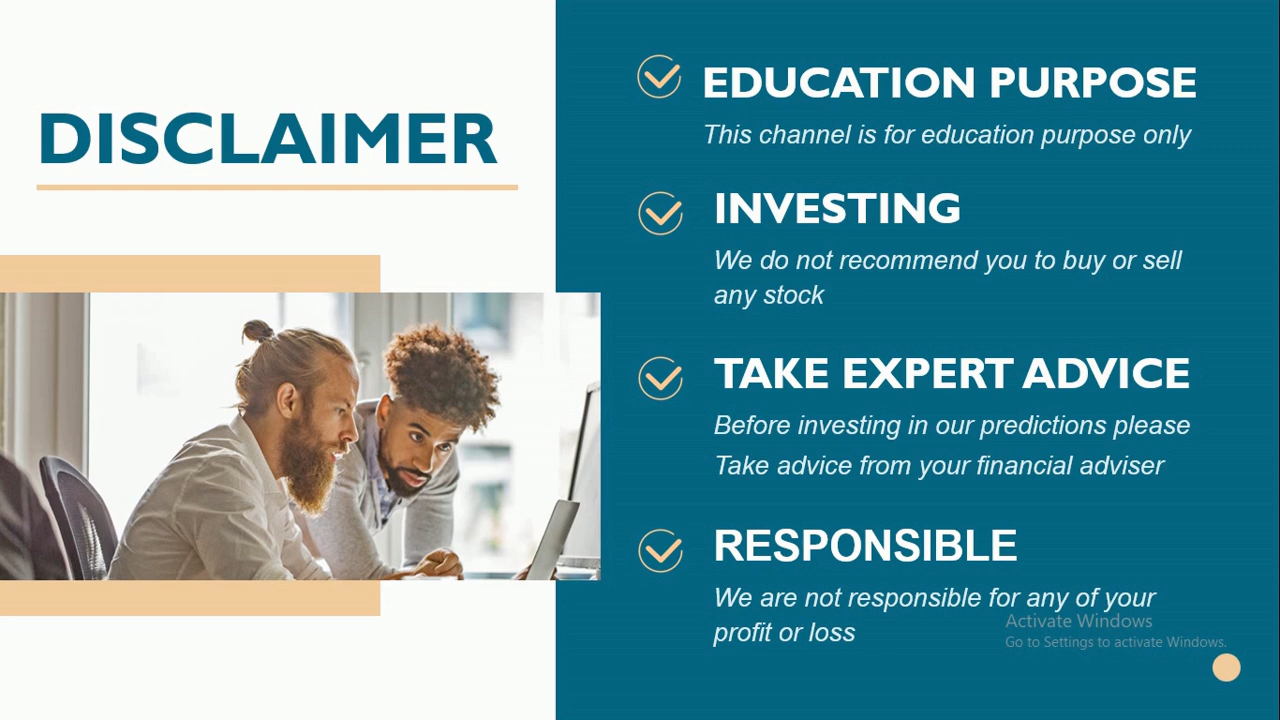 DISCLAIMER
EDUCATION PURPOSE
This channel is for education purpose only
INVESTING
We do not recommend you to buy or sell
any stock
TAKE EXPERT ADVICE
Before investing in our predictions please
Take advice from your financial adviser
RESPONSIBLE
We are not responsible for any of your
profit or loss
Activate Windows
Go to Settings to activate Windows.